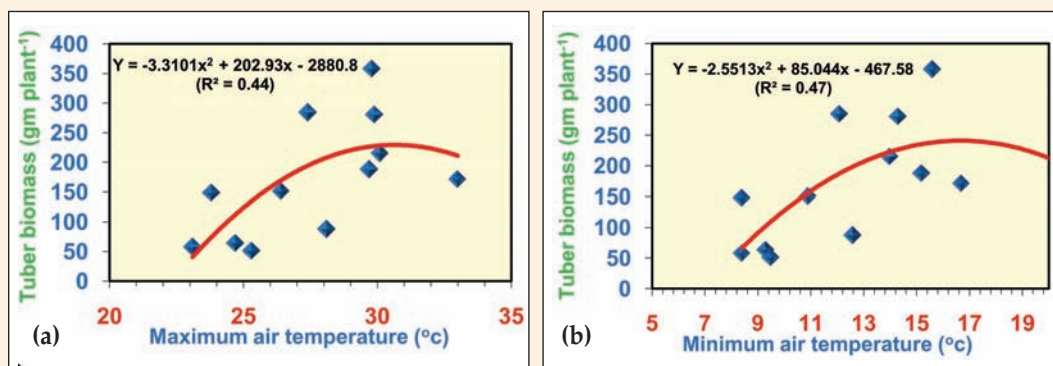 Y = -3.3101x² + 202.93x - 2880.8
(R² = 0.44)
Tuber biomass (gm plant⁻¹)
400
350
300
250
200
150
100
50
0
20 25 30 35
Maximum air temperature (°c)
(a)
Y = -2.5513x² + 85.044x - 467.58
(R² = 0.47)
Tuber biomass (gm plant⁻¹)
400
350
300
250
200
150
100
50
0
5 7 9 11 13 15 17 19
Minimum air temperature (°c)
(b)